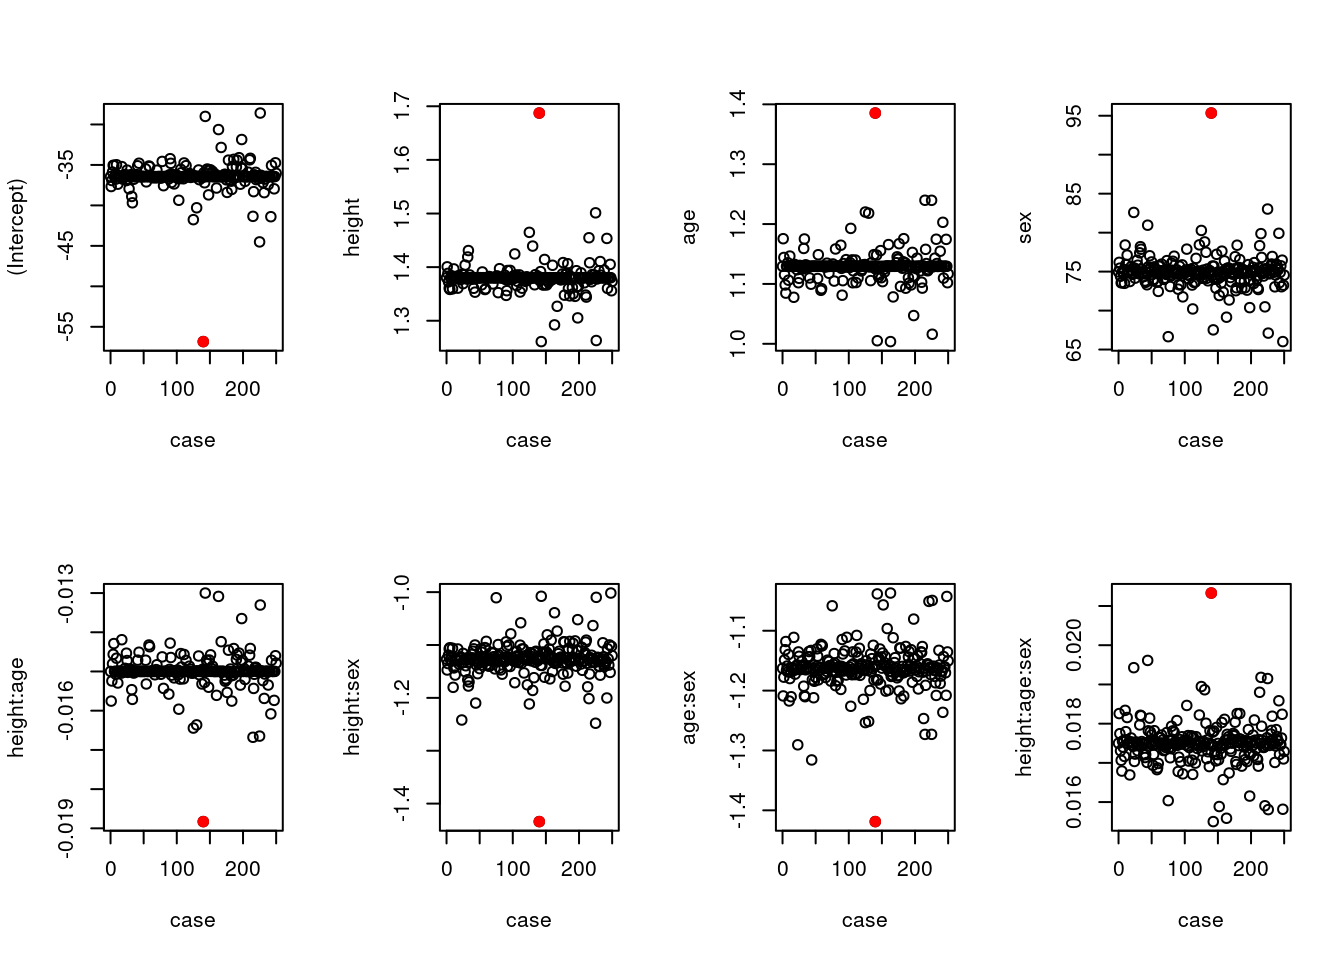 (Intercept)
-55 -45 -35
0 100 200
case
height
1.3 1.4 1.5 1.6 1.7
0 100 200
case
age
1.0 1.1 1.2 1.3 1.4
0 100 200
case
sex
65 75 85 95
0 100 200
case
height:age
-0.019 -0.016 -0.013
0 100 200
case
height:sex
-1.4 -1.2 -1.0
0 100 200
case
age:sex
-1.4 -1.3 -1.2 -1.1
0 100 200
case
height:age:sex
0.016 0.018 0.020
0 100 200
case